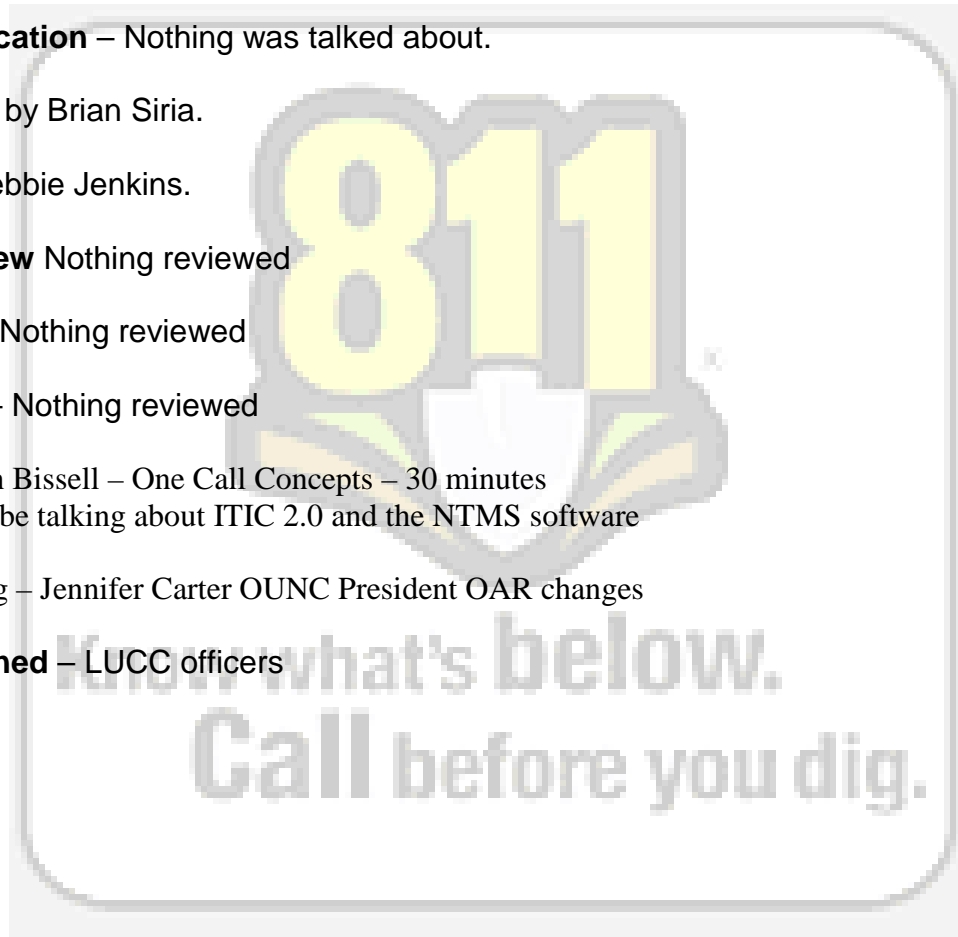 cation – Nothing was talked about.
by Brian Siria.
ebbie Jenkins.
ew Nothing reviewed
Nothing reviewed
- Nothing reviewed
n Bissell – One Call Concepts – 30 minutes
be talking about ITIC 2.0 and the NTMS software
g – Jennifer Carter OUNC President OAR changes
ned – LUCC officers
811
Know what's below.
Call before you dig.